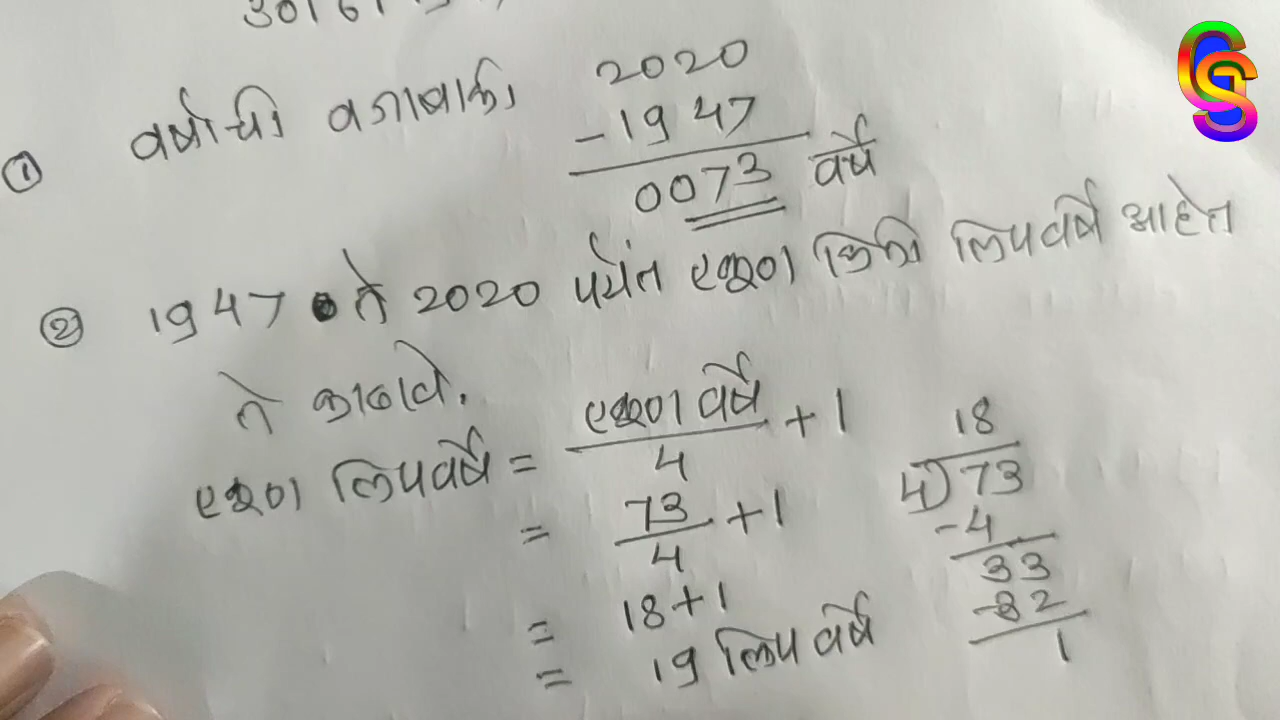 ① वर्षाची वजाबाकी 2020
- 1947
0073 वर्षे
② 1947 ते 2020 पर्यंत एकूण किती लिपवर्षे आहेत
ते काढावे.
एकूण लिपवर्षे = एकूण वर्षे / 4 + 1
= 73 / 4 + 1
= 18 + 1
= 19 लिप वर्षे
18
4) 73
- 4
33
- 32
1
GS